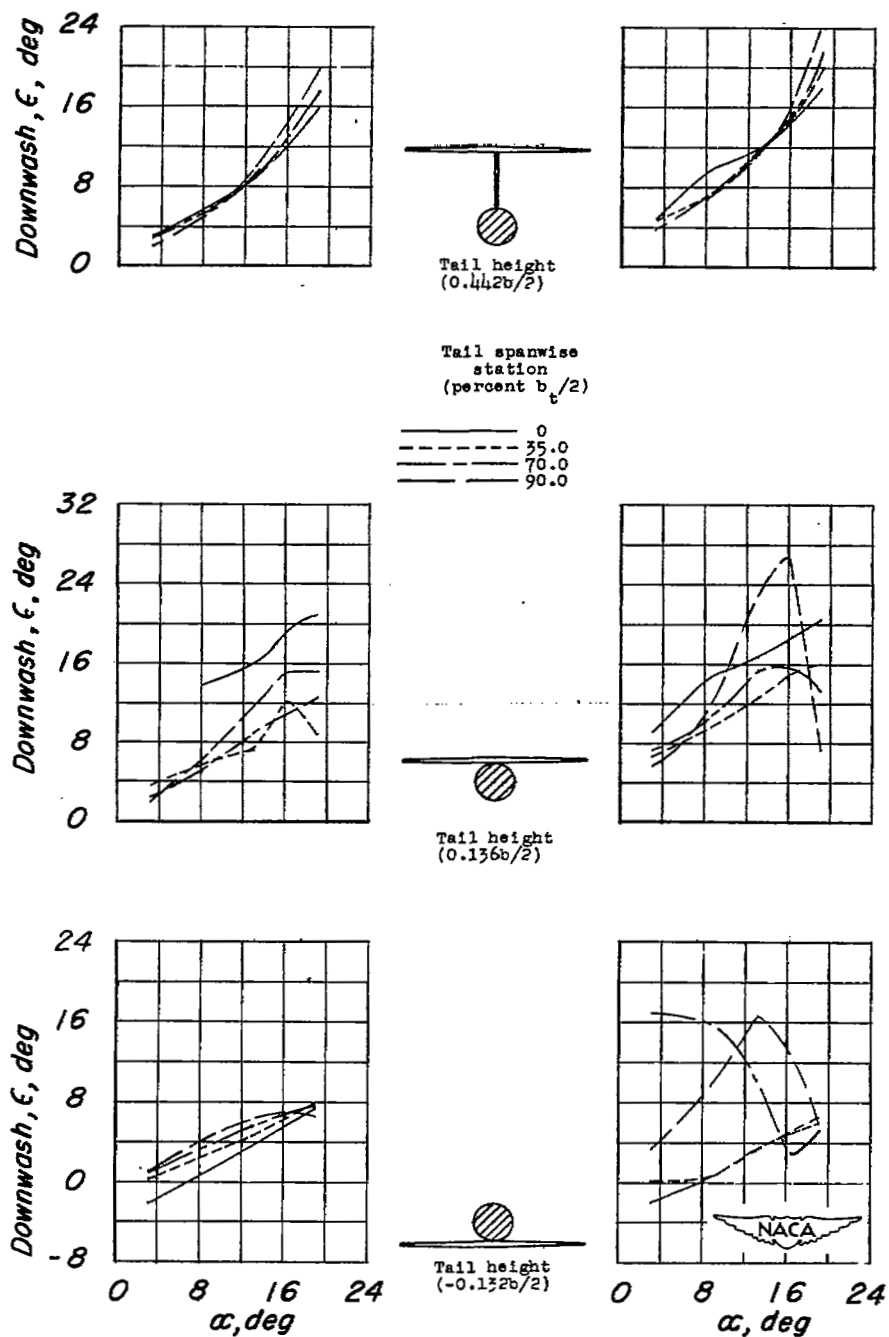 24
Downwash, ϵ, deg
16
8
0
Tail height
(0.442b/2)
Tail spanwise
station
(percent b_t/2)
0
35.0
70.0
90.0
32
Downwash, ϵ, deg
24
16
8
0
Tail height
(0.136b/2)
24
Downwash, ϵ, deg
16
8
0
-8
Tail height
(-0.132b/2)
NACA
0 8 16 24
α, deg
0 8 16 24
α, deg